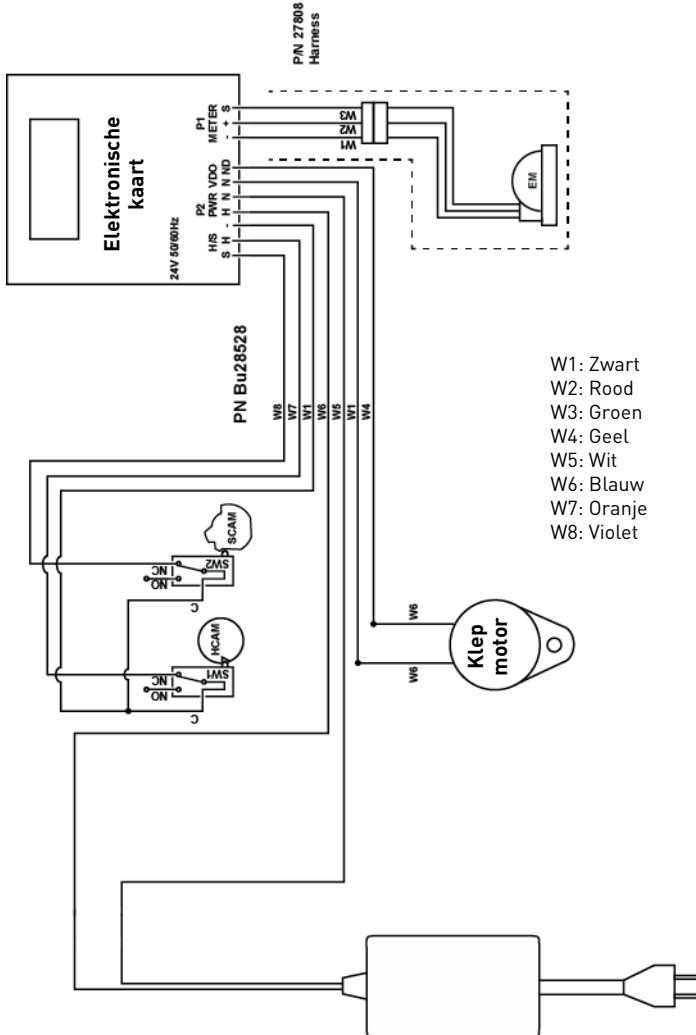 P/N 27808
Harness
Elektronische
kaart
24V 50/60Hz
S
H
-
H
N
N
ND
-
+
S
H/S
P2
PWR
VDO
P1
METER
W1
W2
W3
EM
PN Bu28528
W8
W7
W1
W6
W5
W1
W4
SCAM
SW2
NC
NO
C
HCAM
SW1
NC
NO
C
W6
W6
Klep
motor
W1: Zwart
W2: Rood
W3: Groen
W4: Geel
W5: Wit
W6: Blauw
W7: Oranje
W8: Violet